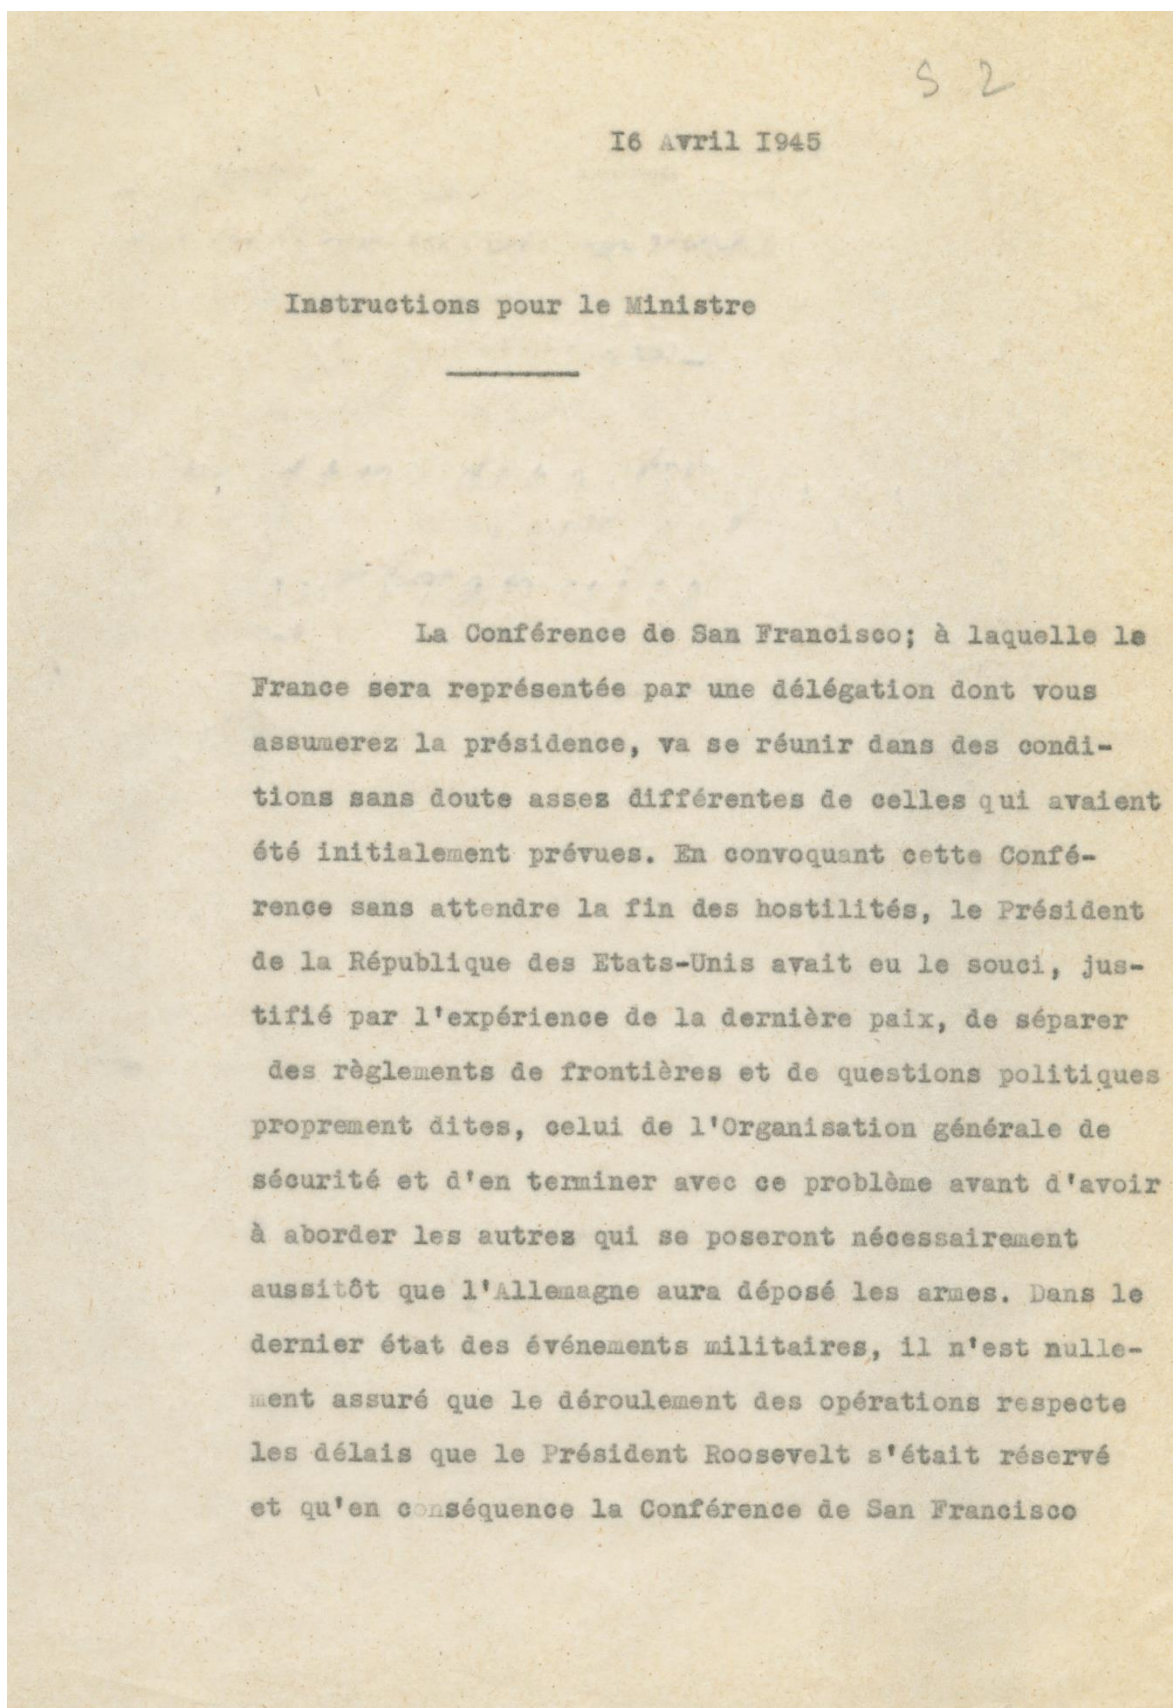 S 2
I6 Avril I945
Instructions pour le Ministre
La Conférence de San Francisco; à laquelle le
France sera représentée par une délégation dont vous
assumerez la présidence, va se réunir dans des condi-
tions sans doute assez différentes de celles qui avaient
été initialement prévues. En convoquant cette Confé-
rence sans attendre la fin des hostilités, le Président
de la République des Etats-Unis avait eu le souci, jus-
tifié par l'expérience de la dernière paix, de séparer
des règlements de frontières et de questions politiques
proprement dites, celui de l'Organisation générale de
sécurité et d'en terminer avec ce problème avant d'avoir
à aborder les autres qui se poseront nécessairement
aussitôt que l'Allemagne aura déposé les armes. Dans le
dernier état des événements militaires, il n'est nulle-
ment assuré que le déroulement des opérations respecte
les délais que le Président Roosevelt s'était réservé
et qu'en conséquence la Conférence de San Francisco